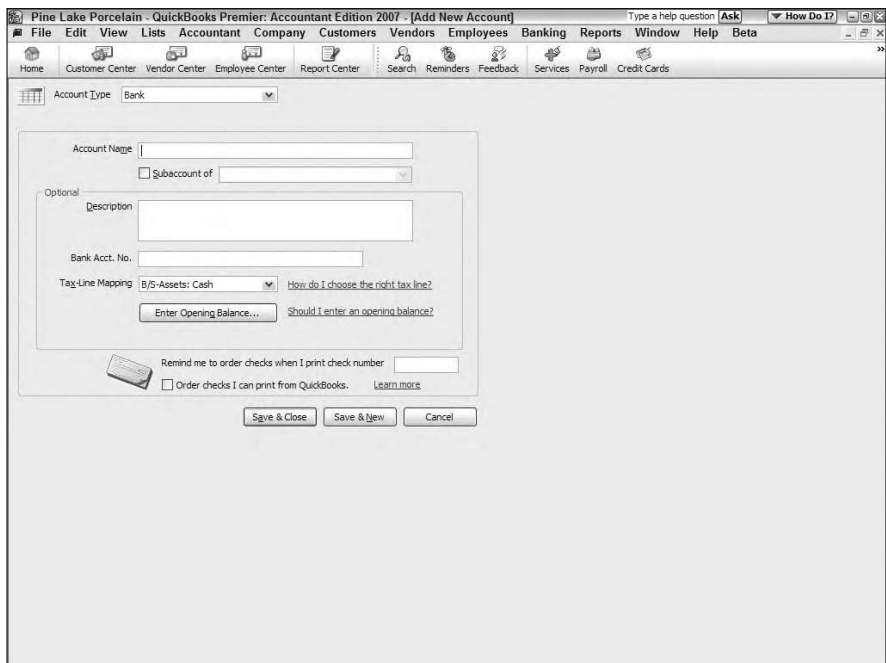 Pine Lake Porcelain - QuickBooks Premier: Accountant Edition 2007 - [Add New Account]
Type a help question Ask
How Do I?
File Edit View Lists Accountant Company Customers Vendors Employees Banking Reports Window Help Beta
Home Customer Center Vendor Center Employee Center Report Center Search Reminders Feedback Services Payroll Credit Cards
Account Type Bank
Account Name
Subaccount of
Optional
Description
Bank Acct. No.
Tax-Line Mapping B/S-Assets: Cash How do I choose the right tax line?
Enter Opening Balance... Should I enter an opening balance?
Remind me to order checks when I print check number
Order checks I can print from QuickBooks. Learn more
Save & Close Save & New Cancel